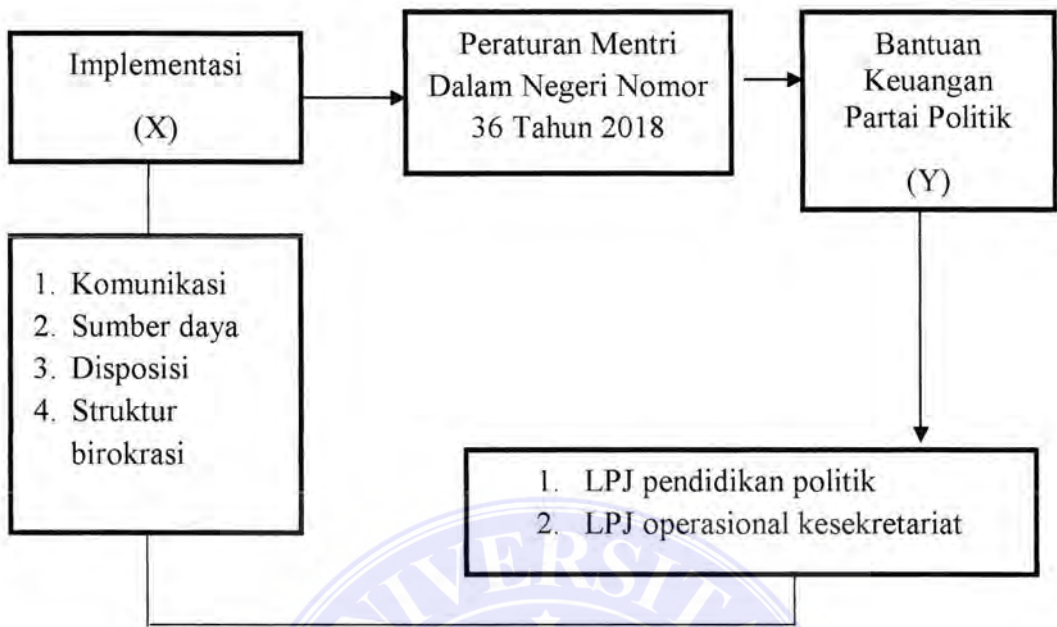 Implementasi
(X)
Peraturan Mentri
Dalam Negeri Nomor
36 Tahun 2018
Bantuan
Keuangan
Partai Politik
(Y)
1. Komunikasi
2. Sumber daya
3. Disposisi
4. Struktur
birokrasi
1. LPJ pendidikan politik
2. LPJ operasional kesekretariat
NIVERSIT